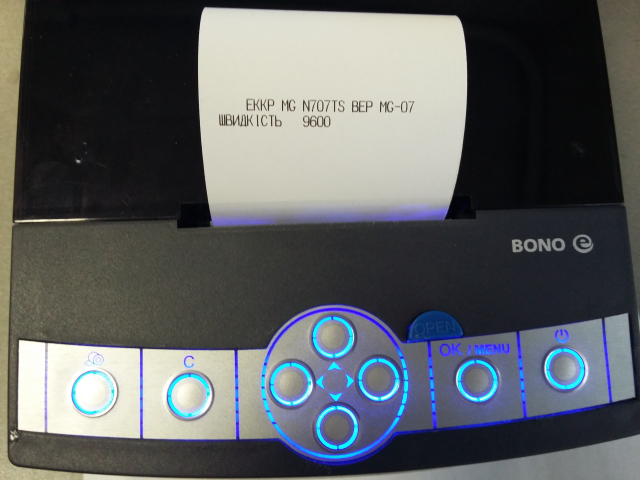 ЕККР MG N707TS ВЕР MG-07
ШВИДКІСТЬ 9600
BONO e
OPEN
C
OK / MENU